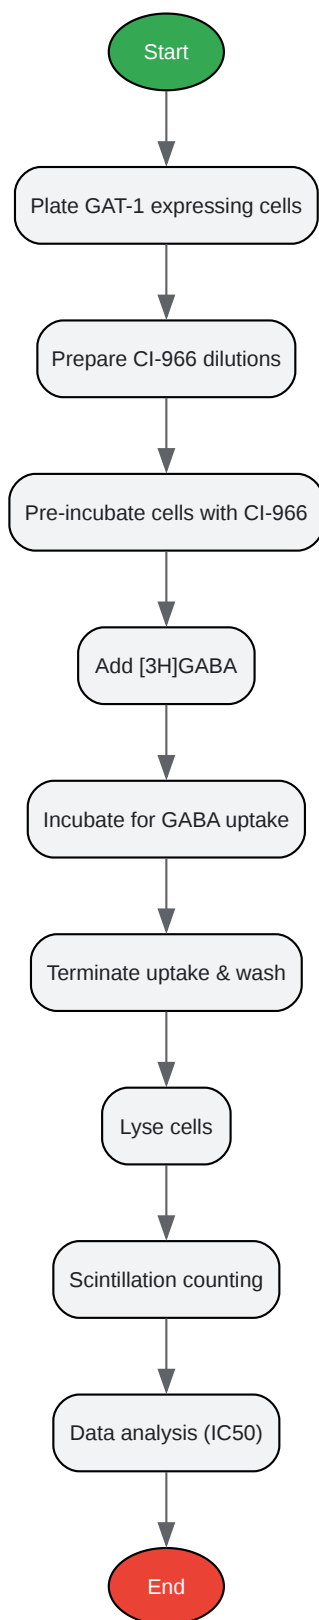 Start
Plate GAT-1 expressing cells
Prepare CI-966 dilutions
Pre-incubate cells with CI-966
Add [3H]GABA
Incubate for GABA uptake
Terminate uptake & wash
Lyse cells
Scintillation counting
Data analysis (IC50)
End